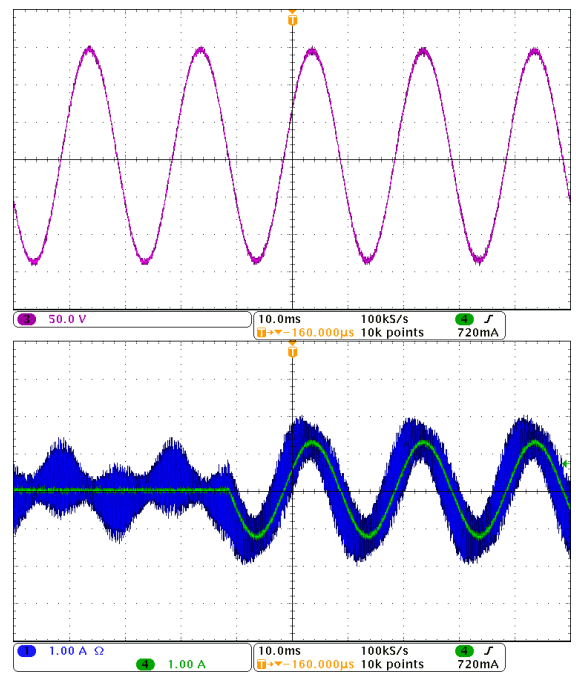 T
3 50.0 V
10.0ms 100kS/s 4 ʃ
T→▼−160.000µs 10k points 720mA
T
1 1.00 A Ω
4 1.00 A
10.0ms 100kS/s 4 ʃ
T→▼−160.000µs 10k points 720mA